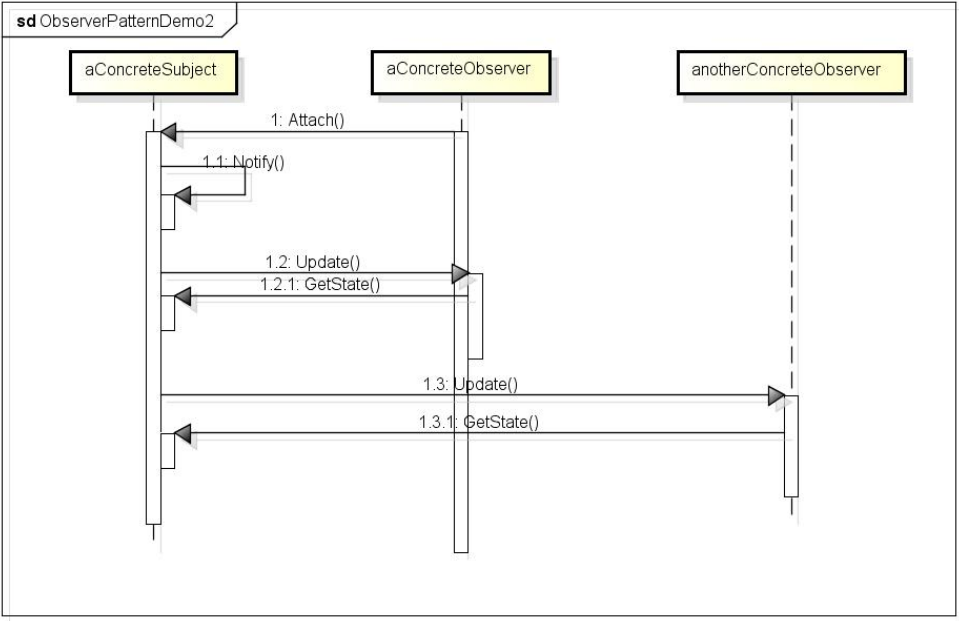 sd ObserverPatternDemo2
aConcreteSubject
aConcreteObserver
anotherConcreteObserver
1: Attach()
1.1: Notify()
1.2: Update()
1.2.1: GetState()
1.3: Update()
1.3.1: GetState()